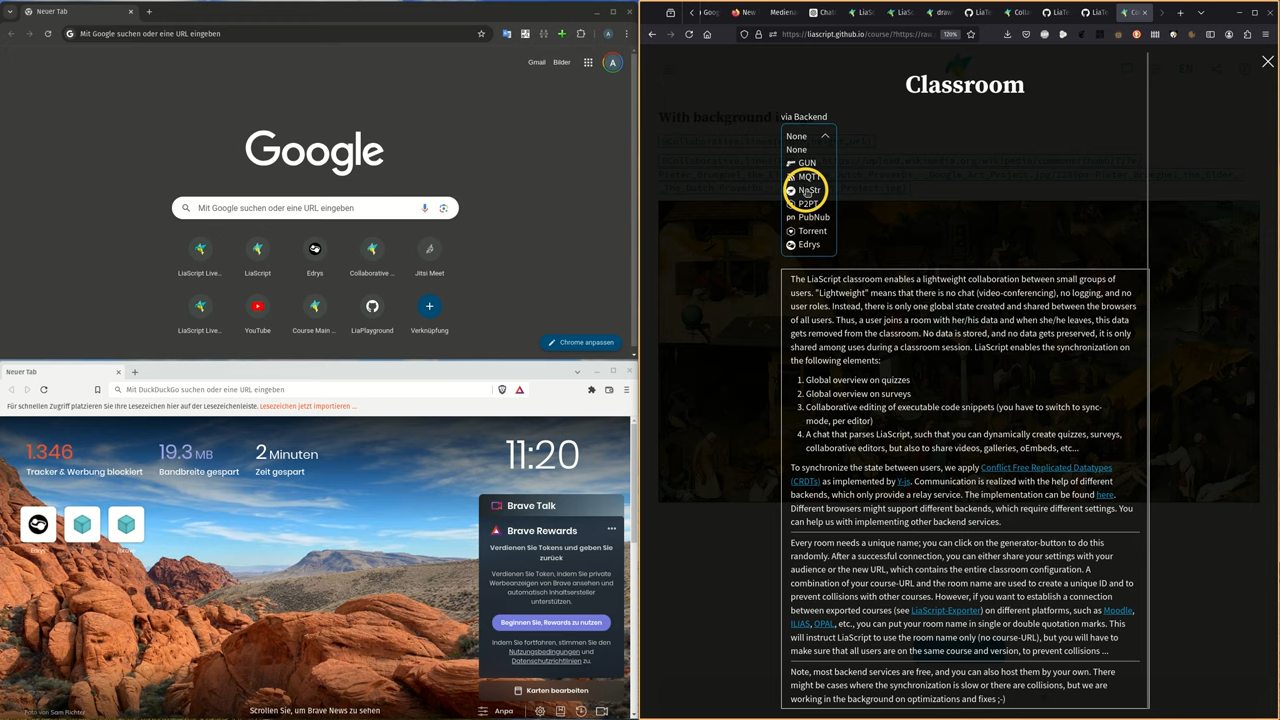 Neuer Tab
Mit Google suchen oder eine URL eingeben
A
Gmail
Bilder
A
Google
Mit Google suchen oder eine URL eingeben
LiaScript Live...
LiaScript
Edrys
Collaborative ...
Jitsi Meet
LiaScript Live...
YouTube
Course Main ...
LiaPlayground
Verknüpfung
Chrome anpassen
Neuer Tab
Mit DuckDuckGo suchen oder eine URL eingeben
Für schnellen Zugriff platzieren Sie Ihre Lesezeichen hier auf der Lesezeichenleiste. Lesezeichen jetzt importieren ...
1.346
Tracker & Werbung blockiert
19.3 MB
Bandbreite gespart
2 Minuten
Zeit gespart
11:20
Brave Talk
Brave Rewards
Verdienen Sie Tokens und geben Sie
zurück
Verdienen Sie Token, indem Sie private
Werbeanzeigen von Brave ansehen und
automatisch Inhaltsersteller
unterstützen.
Beginnen Sie, Rewards zu nutzen
Indem Sie fortfahren, stimmen Sie den
Nutzungsbedingungen und
Datenschutzrichtlinien zu.
Karten bearbeiten
Foto von Sam Richter
Scrollen Sie, um Brave News zu sehen
Anpa
Goog
New
Mediena
Chat
LiaSc
LiaSc
draw
LiaTe
Colla
LiaTe
LiaTe
Co
https://liascript.github.io/course/?https://raw.
120%
Classroom
With background i
via Backend
None
None
GUN
MQTT
NoStr
P2PT
PubNub
Torrent
Edrys
The LiaScript classroom enables a lightweight collaboration between small groups of
users. "Lightweight" means that there is no chat (video-conferencing), no logging, and no
user roles. Instead, there is only one global state created and shared between the browsers
of all users. Thus, a user joins a room with her/his data and when she/he leaves, this data
gets removed from the classroom. No data is stored, and no data gets preserved, it is only
shared among uses during a classroom session. LiaScript enables the synchronization on
the following elements:
1. Global overview on quizzes
2. Global overview on surveys
3. Collaborative editing of executable code snippets (you have to switch to sync-
mode, per editor)
4. A chat that parses LiaScript, such that you can dynamically create quizzes, surveys,
collaborative editors, but also to share videos, galleries, oEmbeds, etc...
To synchronize the state between users, we apply Conflict Free Replicated Datatypes
(CRDTs) as implemented by Y-js. Communication is realized with the help of different
backends, which only provide a relay service. The implementation can be found here.
Different browsers might support different backends, which require different settings. You
can help us with implementing other backend services.
Every room needs a unique name; you can click on the generator-button to do this
randomly. After a successful connection, you can either share your settings with your
audience or the new URL, which contains the entire classroom configuration. A
combination of your course-URL and the room name are used to create a unique ID and to
prevent collisions with other courses. However, if you want to establish a connection
between exported courses (see LiaScript-Exporter) on different platforms, such as Moodle,
ILIAS, OPAL, etc., you can put your room name in single or double quotation marks. This
will instruct LiaScript to use the room name only (no course-URL), but you will have to
make sure that all users are on the same course and version, to prevent collisions ...
Note, most backend services are free, and you can also host them by your own. There
might be cases where the synchronization is slow or there are collisions, but we are
working in the background on optimizations and fixes ;-)